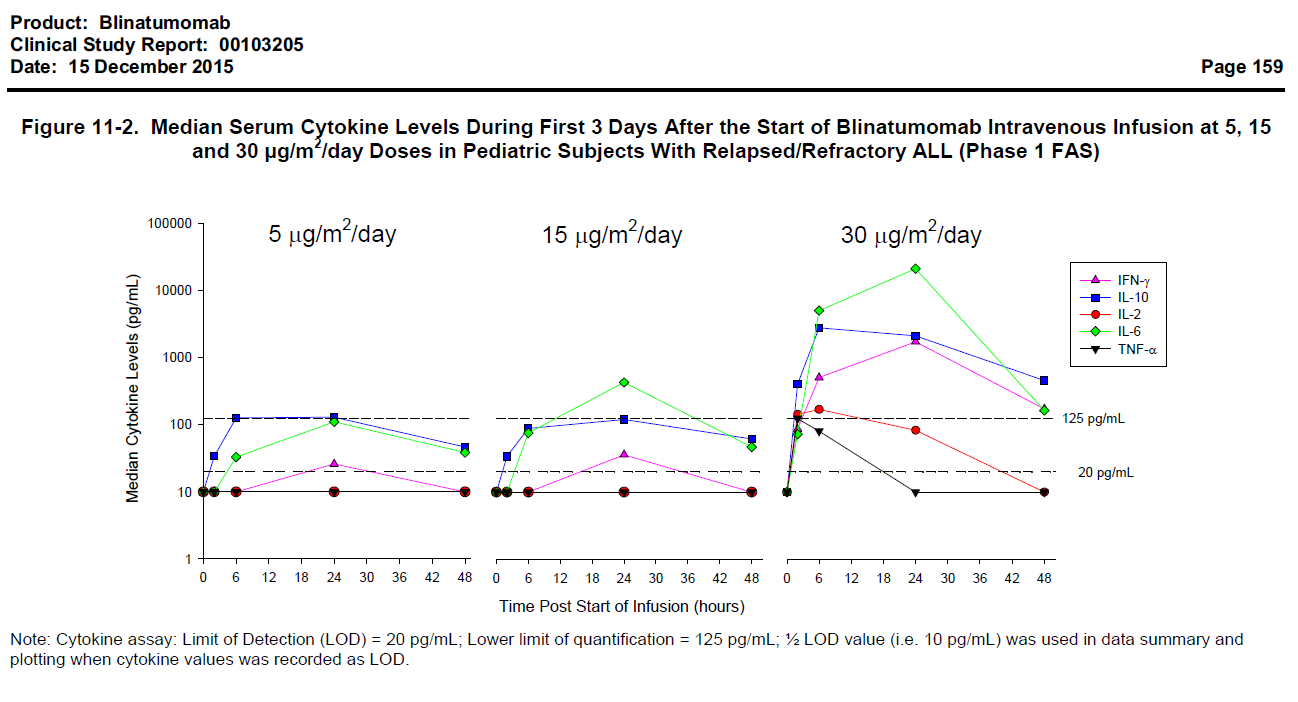 Product: Blinatumomab
Clinical Study Report: 00103205
Date: 15 December 2015
Page 159
Figure 11-2. Median Serum Cytokine Levels During First 3 Days After the Start of Blinatumomab Intravenous Infusion at 5, 15
and 30 µg/m²/day Doses in Pediatric Subjects With Relapsed/Refractory ALL (Phase 1 FAS)
5 µg/m²/day
15 µg/m²/day
30 µg/m²/day
Median Cytokine Levels (pg/mL)
100000
10000
1000
100
10
1
IFN-γ
IL-10
IL-2
IL-6
TNF-α
125 pg/mL
20 pg/mL
0 6 12 18 24 30 36 42 48
0 6 12 18 24 30 36 42 48
0 6 12 18 24 30 36 42 48
Time Post Start of Infusion (hours)
Note: Cytokine assay: Limit of Detection (LOD) = 20 pg/mL; Lower limit of quantification = 125 pg/mL; ½ LOD value (i.e. 10 pg/mL) was used in data summary and
plotting when cytokine values was recorded as LOD.